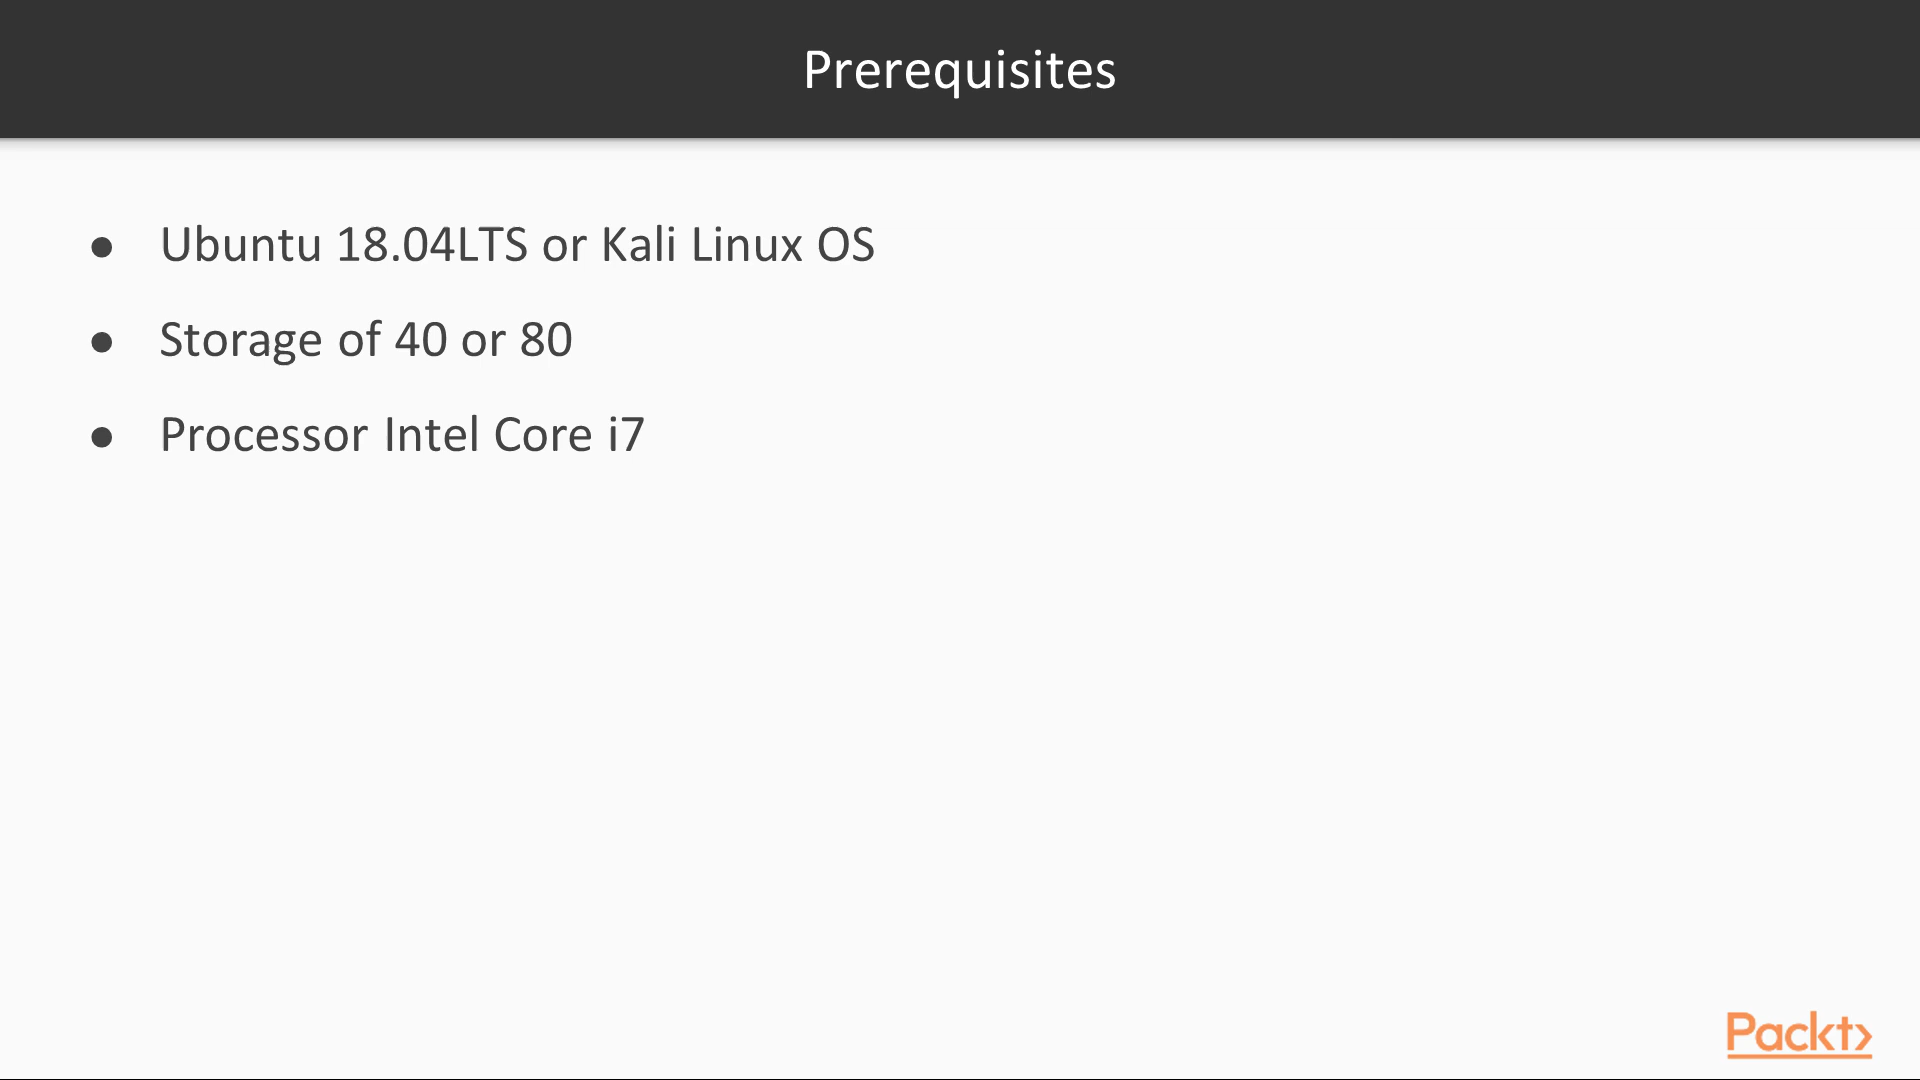 Prerequisites
● Ubuntu 18.04LTS or Kali Linux OS
● Storage of 40 or 80
● Processor Intel Core i7
Packt>